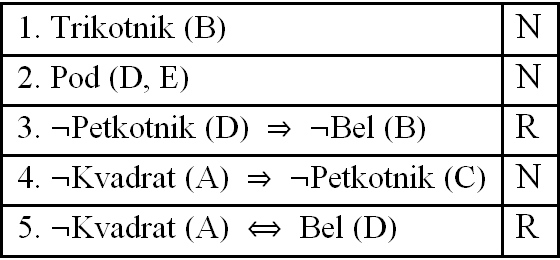 1. Trikotnik (B) N
2. Pod (D, E) N
3. ¬Petkotnik (D) ⇒ ¬Bel (B) R
4. ¬Kvadrat (A) ⇒ ¬Petkotnik (C) N
5. ¬Kvadrat (A) ⇔ Bel (D) R